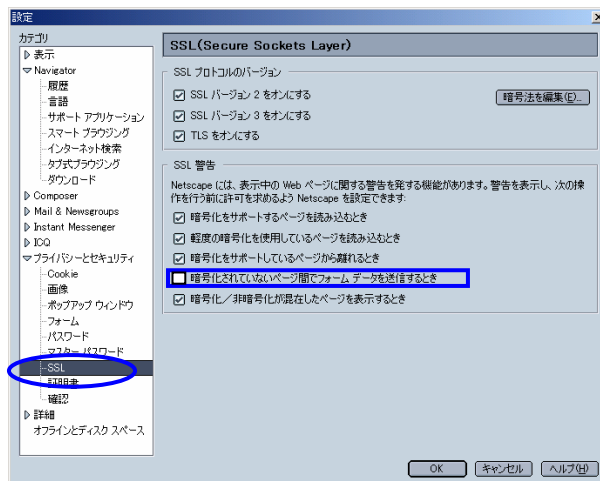 設定
カテゴリ
表示
Navigator
履歴
言語
サポート アプリケーション
スマート ブラウジング
インターネット検索
タブ式ブラウジング
ダウンロード
Composer
Mail & Newsgroups
Instant Messenger
ICQ
プライバシーとセキュリティ
Cookie
画像
ポップアップ ウィンドウ
フォーム
パスワード
マスター パスワード
SSL
証明書
確認
詳細
オフラインとディスク スペース
SSL(Secure Sockets Layer)
SSL プロトコルのバージョン
SSL バージョン 2 をオンにする
暗号法を編集(E)...
SSL バージョン 3 をオンにする
TLS をオンにする
SSL 警告
Netscape には、表示中の Web ページに関する警告を発する機能があります。警告を表示し、次の操
作を行う前に許可を求めるよう Netscape を設定できます:
暗号化をサポートするページを読み込むとき
軽度の暗号化を使用しているページを読み込むとき
暗号化をサポートしているページから離れるとき
暗号化されていないページ間でフォーム データを送信するとき
暗号化／非暗号化が混在したページを表示するとき
OK
キャンセル
ヘルプ(H)